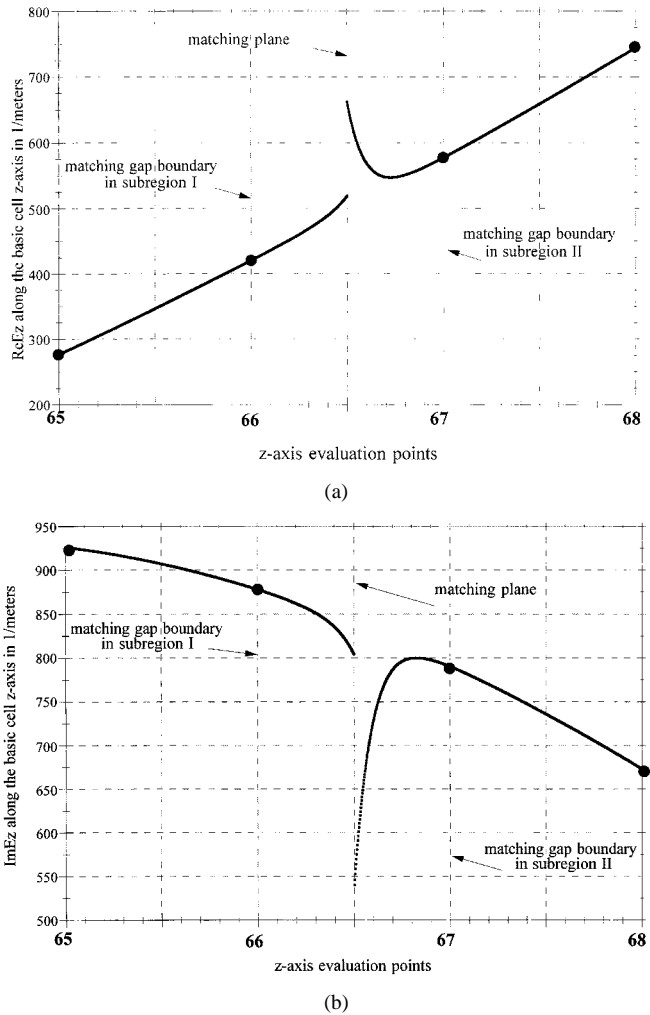 800
700
600
500
400
300
200
65
66
67
68
matching plane
matching gap boundary
in subregion I
matching gap boundary
in subregion II
ReEz along the basic cell z-axis in 1/meters
z-axis evaluation points
(a)
950
900
850
800
750
700
650
600
550
500
65
66
67
68
matching plane
matching gap boundary
in subregion I
matching gap boundary
in subregion II
ImEz along the basic cell z-axis in 1/meters
z-axis evaluation points
(b)